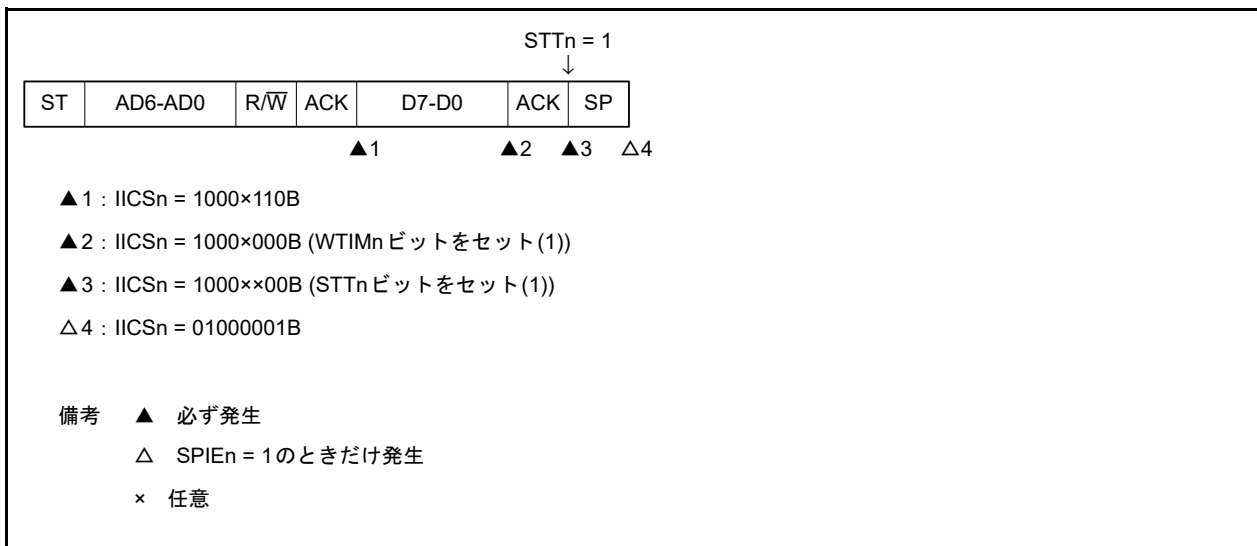 STTn = 1
↓
ST AD6-AD0 R/W̅ ACK D7-D0 ACK SP
▲1 ▲2 ▲3 △4
▲1：IICSn = 1000×110B
▲2：IICSn = 1000×000B (WTIMnビットをセット(1))
▲3：IICSn = 1000××00B (STTnビットをセット(1))
△4：IICSn = 01000001B
備考 ▲ 必ず発生
△ SPIEn = 1のときだけ発生
× 任意